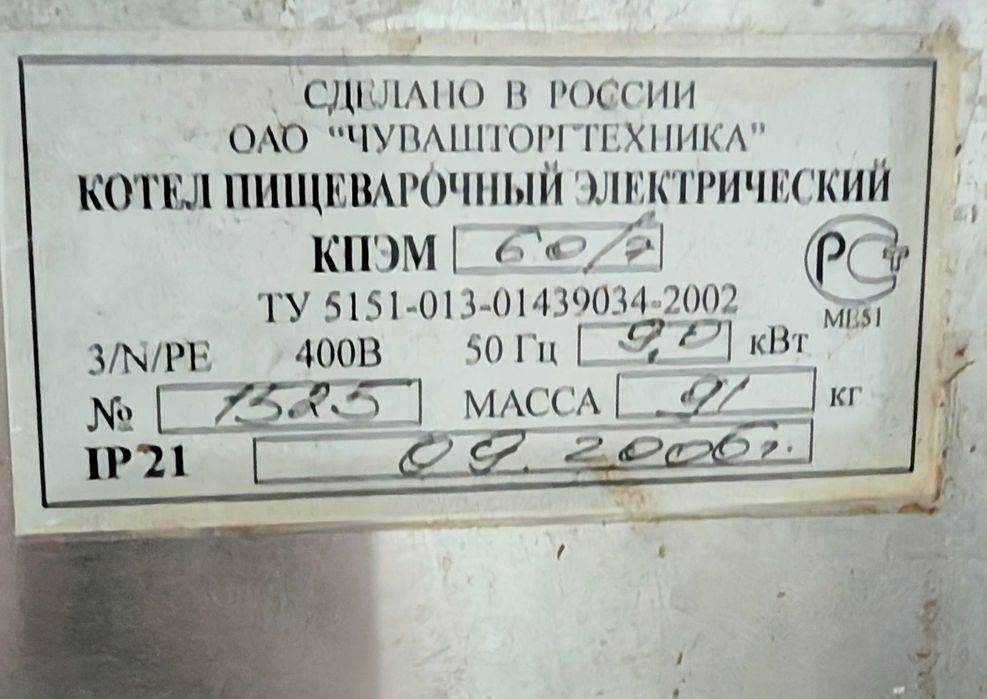 СДЕЛАНО В РОССИИ
ОАО "ЧУВАШТОРГТЕХНИКА"
КОТЕЛ ПИЩЕВАРОЧНЫЙ ЭЛЕКТРИЧЕСКИЙ
КПЭМ 60/7
РСТ
ТУ 5151-013-01439034-2002
МЕ51
3/N/PE 400В 50 Гц 9,0 кВт
№ 1525 МАССА 91 кг
IP 21 09.2006г.